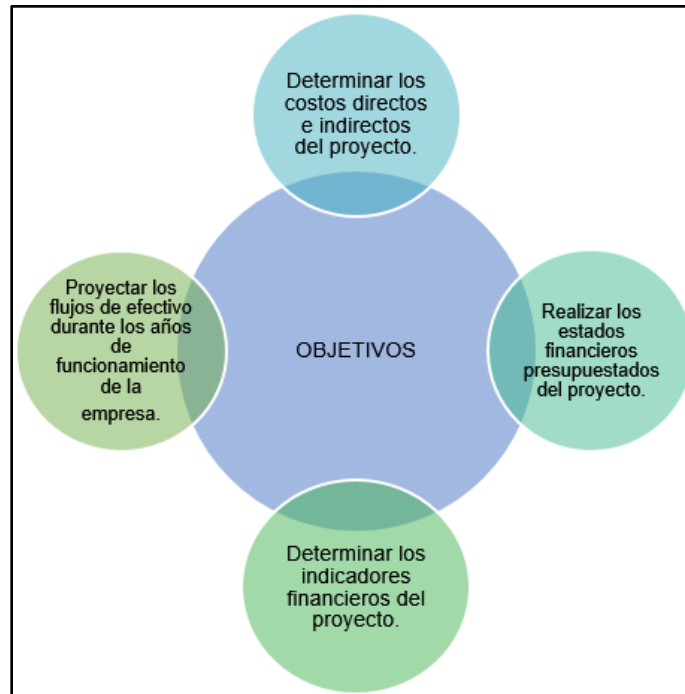 Determinar los
costos directos
e indirectos
del proyecto.
Proyectar los
flujos de efectivo
durante los años
de
funcionamiento
de la
empresa.
OBJETIVOS
Realizar los
estados
financieros
presupuestados
del proyecto.
Determinar los
indicadores
financieros del
proyecto.